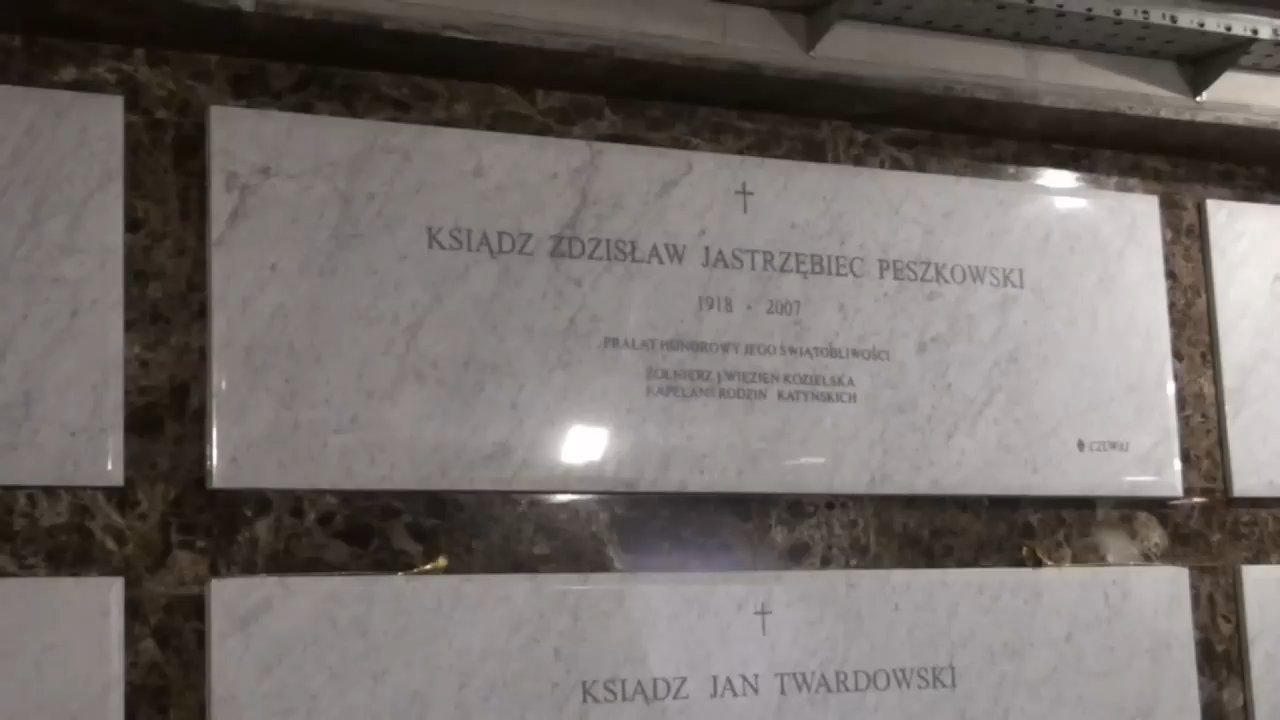 KSIĄDZ ZDZISŁAW JASTRZĘBIEC PESZKOWSKI
1918 - 2007
PRAŁAT HONOROWY JEGO ŚWIĄTOBLIWOŚCI
ŻOŁNIERZ I WIĘZIEŃ KOZIELSKA
KAPELAN RODZIN KATYŃSKICH
CZUWAJ
KSIĄDZ JAN TWARDOWSKI